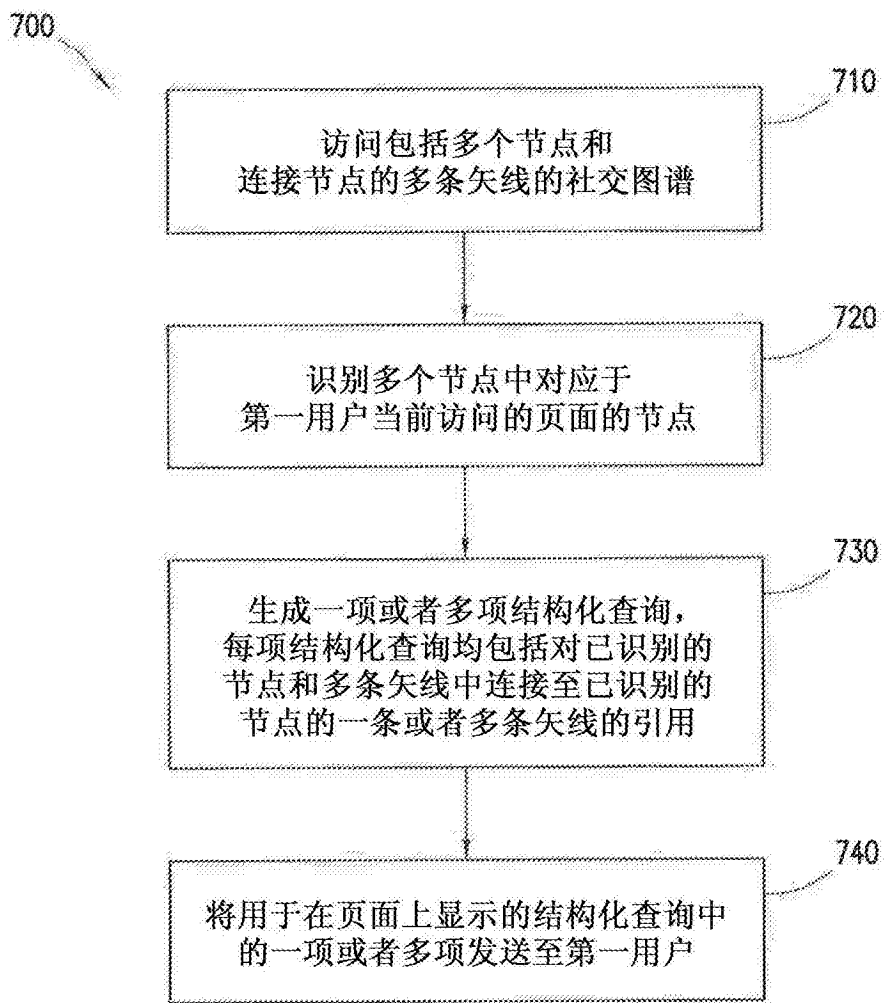 700
710
访问包括多个节点和
连接节点的多条矢线的社交图谱
720
识别多个节点中对应于
第一用户当前访问的页面的节点
730
生成一项或者多项结构化查询，
每项结构化查询均包括对已识别的
节点和多条矢线中连接至已识别的
节点的一条或者多条矢线的引用
740
将用于在页面上显示的结构化查询中
的一项或者多项发送至第一用户